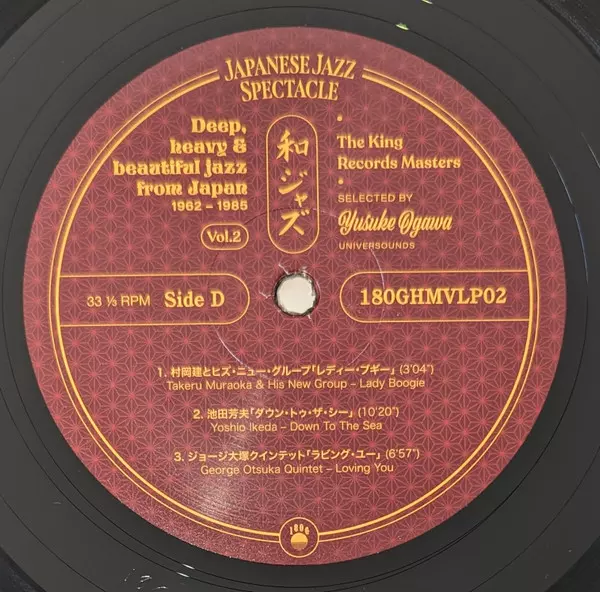 JAPANESE JAZZ
SPECTACLE
Deep,
heavy &
beautiful jazz
from Japan
1962 – 1985
Vol.2
和ジャズ
The King
Records Masters
SELECTED BY
Yusuke Ogawa
UNIVERSOUNDS
33 ⅓ RPM Side D
180GHMVLP02
1. 村岡建とヒズ・ニュー・グループ「レディー・ブギー」(3'04")
Takeru Muraoka & His New Group – Lady Boogie
2. 池田芳夫「ダウン・トゥ・ザ・シー」(10'20")
Yoshio Ikeda – Down To The Sea
3. ジョージ大塚クインテット「ラビング・ユー」(6'57")
George Otsuka Quintet – Loving You
180g